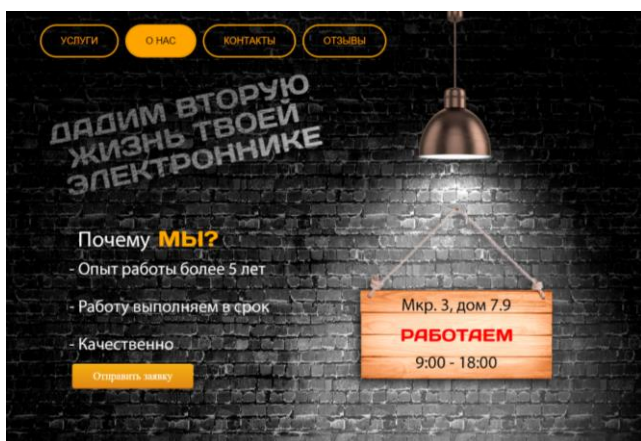 УСЛУГИ
О НАС
КОНТАКТЫ
ОТЗЫВЫ
ДАДИМ ВТОРУЮ
ЖИЗНЬ ТВОЕЙ
ЭЛЕКТРОННИКЕ
Почему МЫ?
- Опыт работы более 5 лет
- Работу выполняем в срок
- Качественно
Отправить заявку
Мкр. 3, дом 7.9
РАБОТАЕМ
9:00 - 18:00